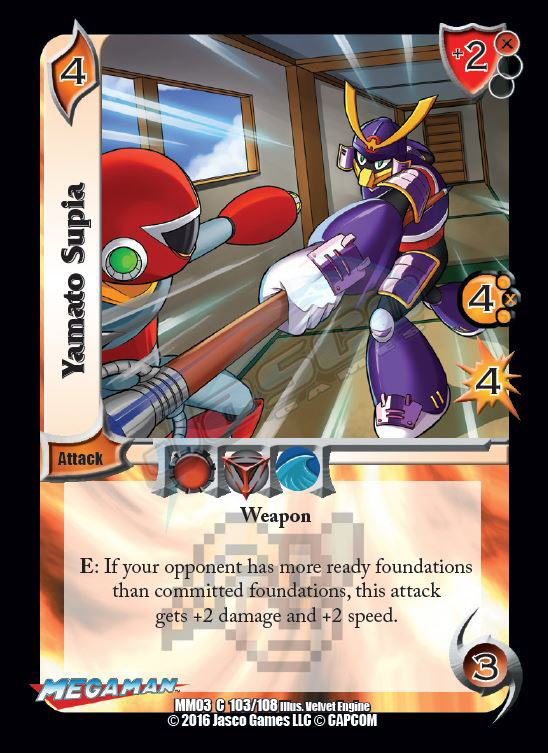 4
+2
Yamato Supia
4
4
Attack
Weapon
E: If your opponent has more ready foundations
than committed foundations, this attack
gets +2 damage and +2 speed.
3
MEGAMAN™
MM03 C 103/108 Illus. Velvet Engine
© 2016 Jasco Games LLC © CAPCOM